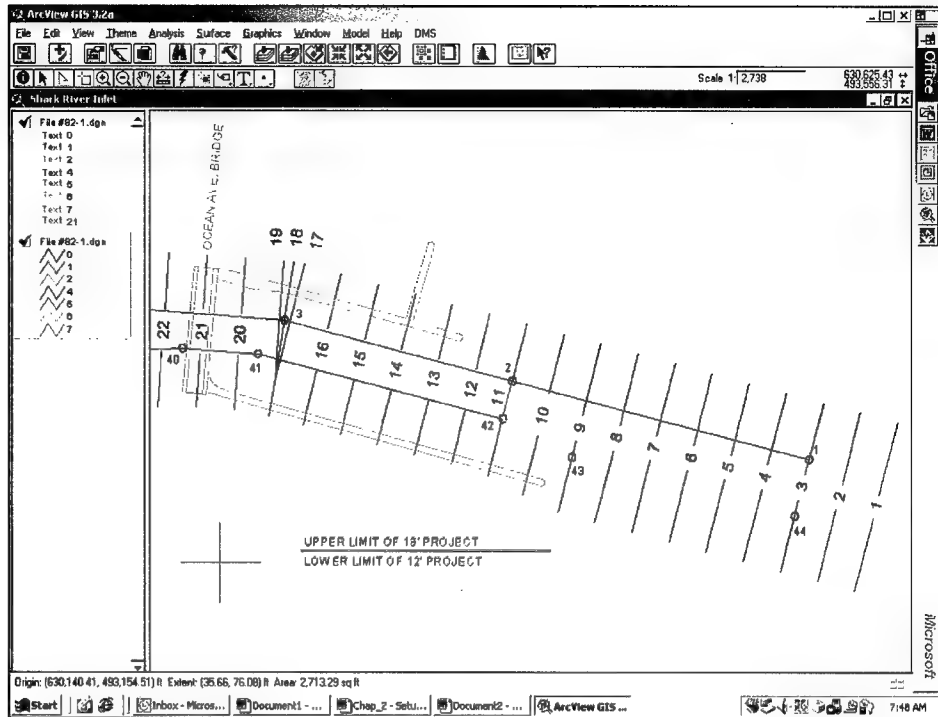 ArcView GIS 3.2a
File Edit View Theme Analysis Surface Graphics Window Model Help DMS
Scale 1: 2,738
630,625.43
493,556.31
Office
Shark River Inlet
File #82-1.dgn
Text 0
Text 1
Text 2
Text 4
Text 5
Text 6
Text 7
Text 21
File #82-1.dgn
0
1
2
4
5
6
7
OCEAN AVE. BRIDGE
19 18 17
3
22 21 20
40 41
16 15 14 13 12 11
2
42
10 9 8 7 6 5 4 3 2 1
43
1
44
UPPER LIMIT OF 18' PROJECT
LOWER LIMIT OF 12' PROJECT
Microsoft
Origin: (630,140.41, 493,154.51) ft Extent: (35.66, 76.08) ft Area: 2,713.29 sq ft
Start Inbox - Micros... Document1 - ... Chap_2 - Setu... Document2 - ... ArcView GIS ... 7:48 AM